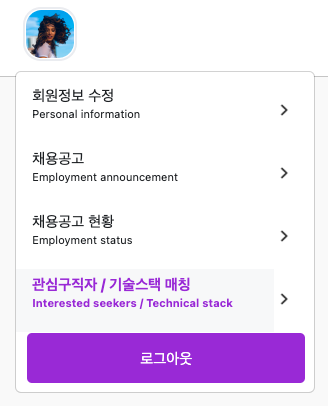 회원정보 수정
Personal information
채용공고
Employment announcement
채용공고 현황
Employment status
관심구직자 / 기술스택 매칭
Interested seekers / Technical stack
로그아웃